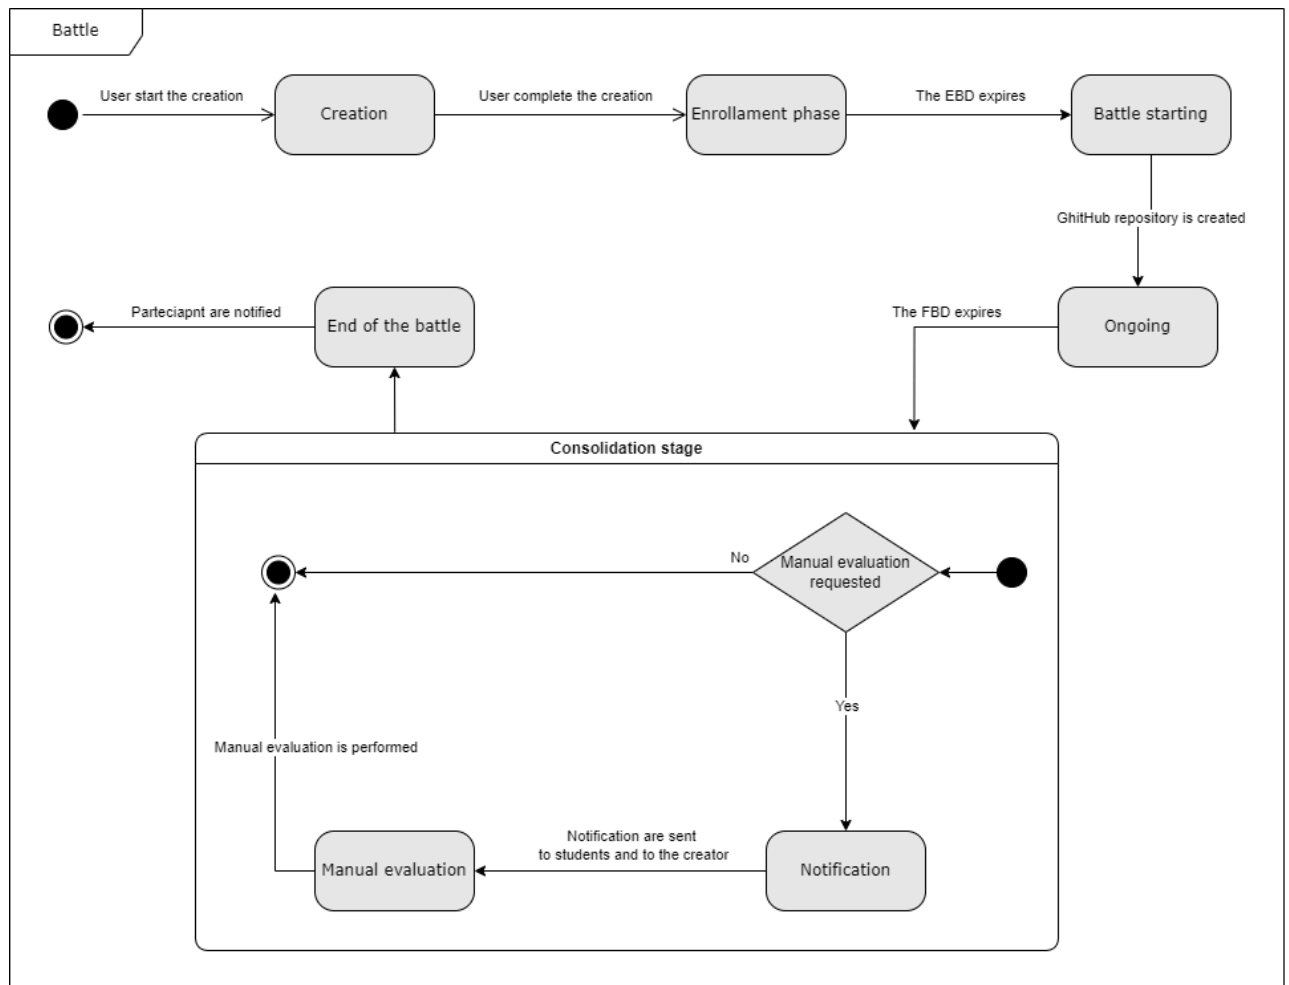 Battle
User start the creation
Creation
User complete the creation
Enrollament phase
The EBD expires
Battle starting
GhitHub repository is created
Parteciapnt are notified
End of the battle
The FBD expires
Ongoing
Consolidation stage
No
Manual evaluation
requested
Yes
Manual evaluation is performed
Manual evaluation
Notification are sent
to students and to the creator
Notification